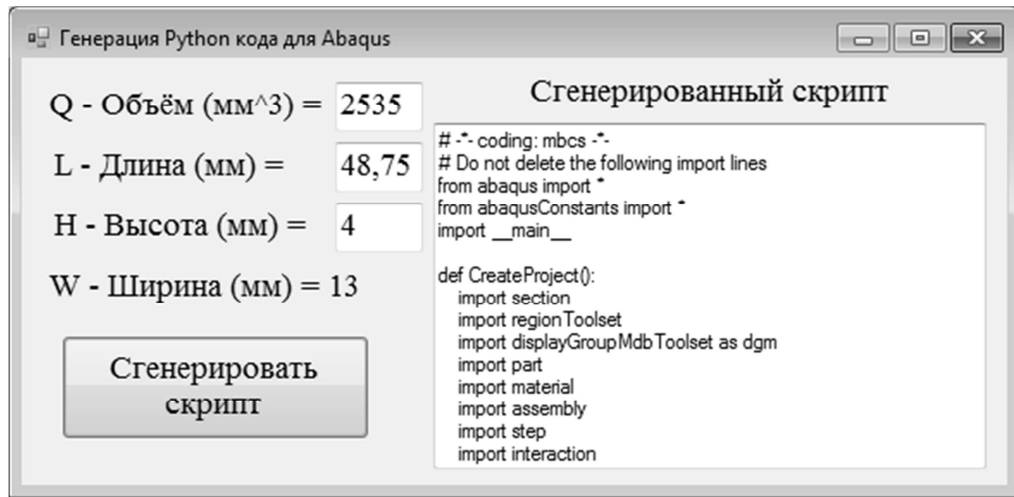 Генерация Python кода для Abaqus
Q - Объём (мм^3) = 2535
L - Длина (мм) = 48,75
H - Высота (мм) = 4
W - Ширина (мм) = 13
Сгенерировать
скрипт
Сгенерированный скрипт
# -*- coding: mbcs -*-
# Do not delete the following import lines
from abaqus import *
from abaqusConstants import *
import __main__
def CreateProject():
import section
import regionToolset
import displayGroupMdbToolset as dgm
import part
import material
import assembly
import step
import interaction